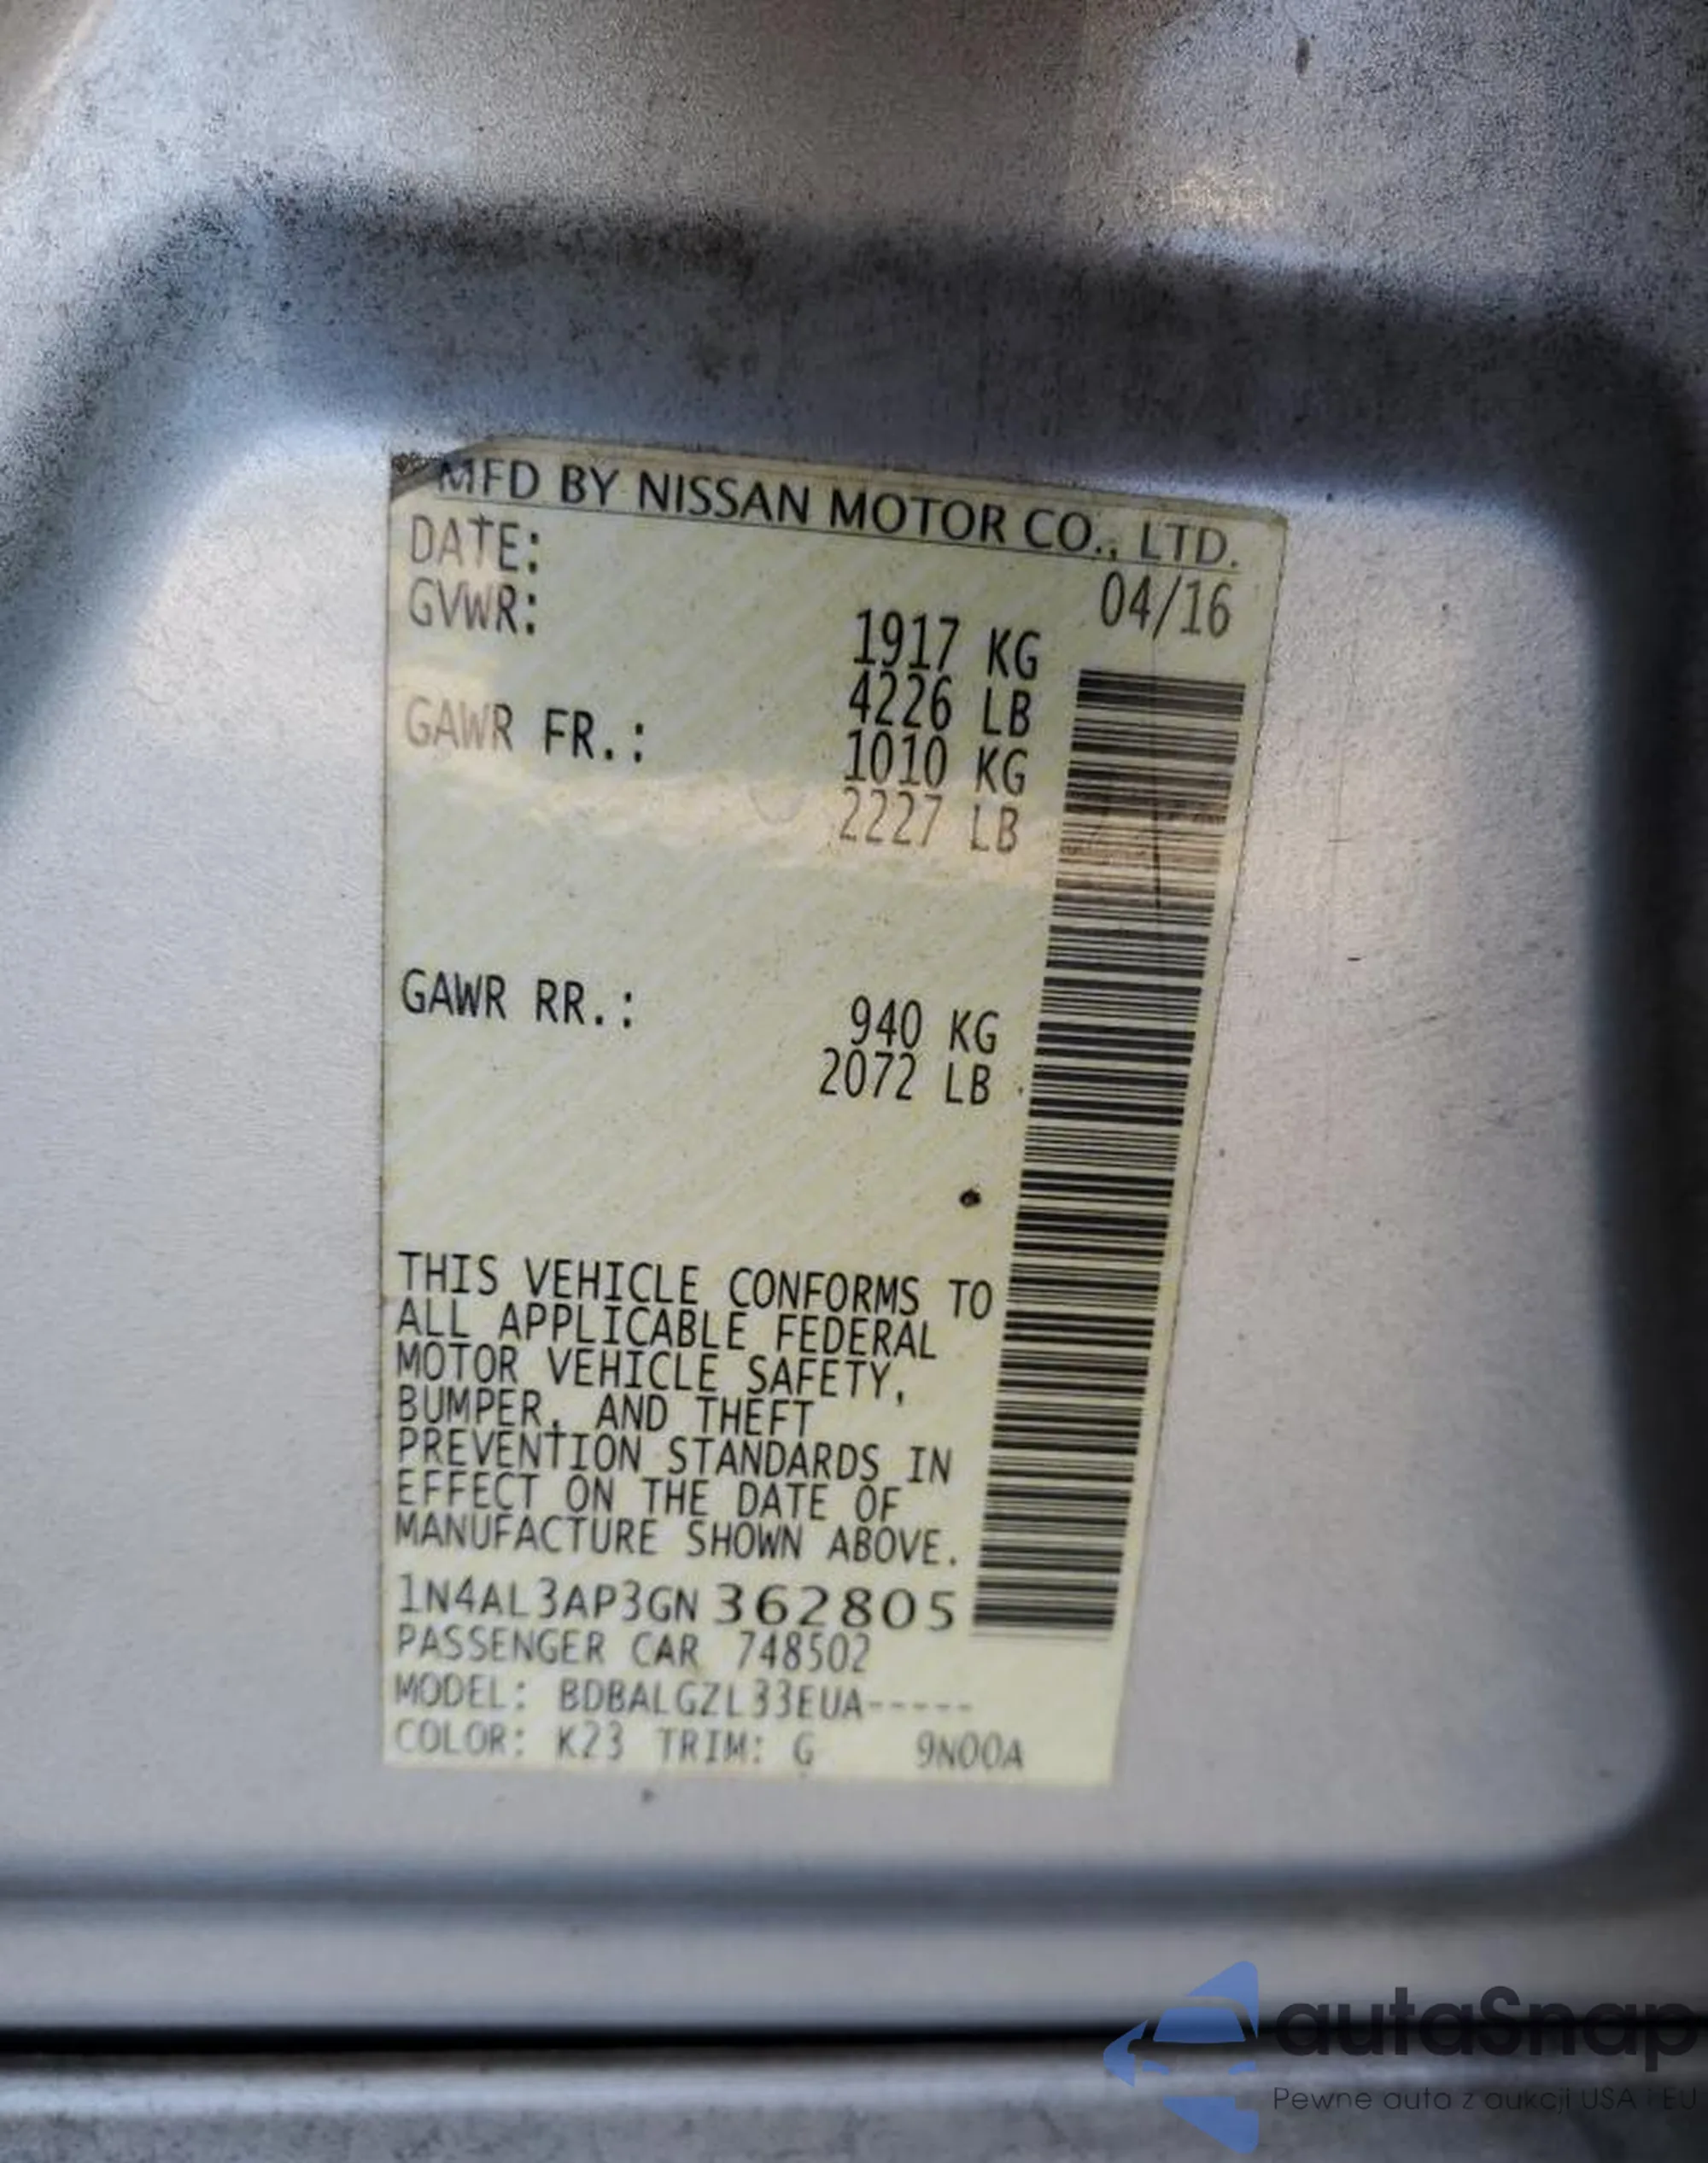 MFD BY NISSAN MOTOR CO., LTD.
DATE: 04/16
GVWR: 1917 KG
4226 LB
GAWR FR.: 1010 KG
2227 LB
GAWR RR.: 940 KG
2072 LB
THIS VEHICLE CONFORMS TO
ALL APPLICABLE FEDERAL
MOTOR VEHICLE SAFETY,
BUMPER, AND THEFT
PREVENTION STANDARDS IN
EFFECT ON THE DATE OF
MANUFACTURE SHOWN ABOVE.
1N4AL3AP3GN362805
PASSENGER CAR 748502
MODEL: BDBALGZL33EUA-----
COLOR: K23 TRIM: G 9N00A
autaSnap
Pewne auta z aukcji USA i EU